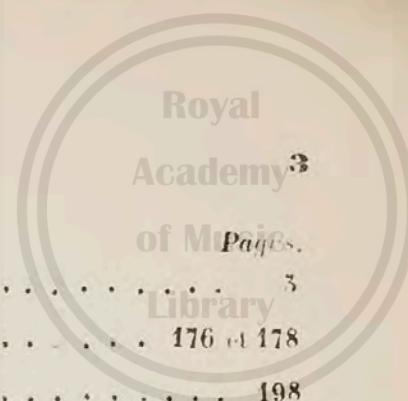 Royal
Academy
3
of Music
Pages.
. . . . . . . . . 3
Library
. . . . . . 176 et 178
. . . . . . . . . 198